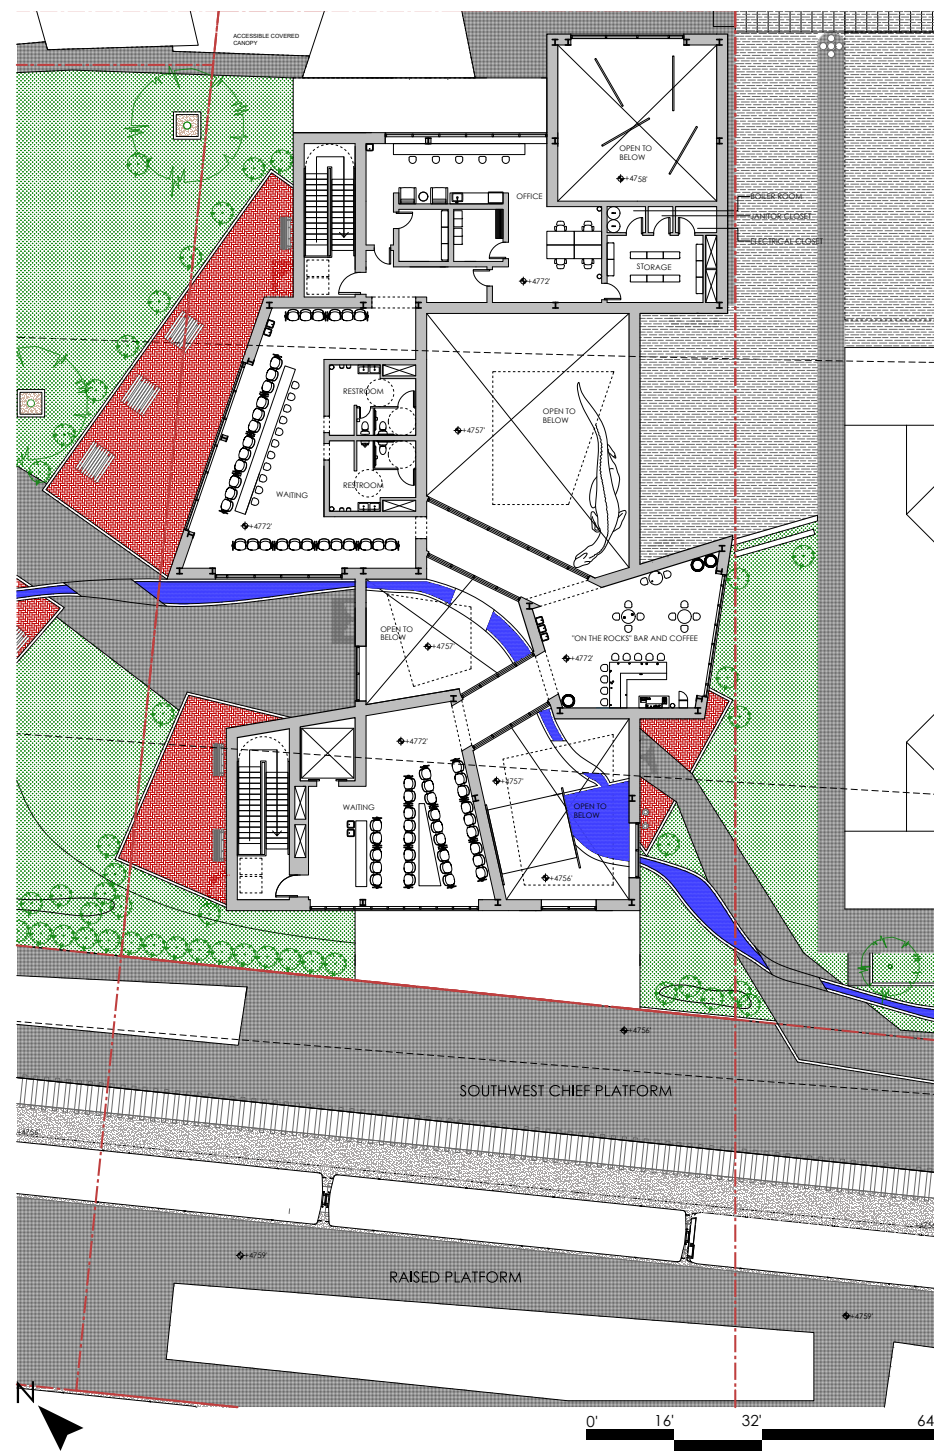 ACCESSIBLE COVERED
CANOPY
OPEN TO
BELOW
+4758'
OFFICE
BOILER ROOM
JANITOR CLOSET
ELECTRICAL CLOSET
STORAGE
+4772'
RESTROOM
OPEN TO
BELOW
+4757'
RESTROOM
WAITING
+4772'
OPEN TO
BELOW
+4757'
"ON THE ROCKS" BAR AND COFFEE
+4772'
+4772'
+4757'
WAITING
OPEN TO
BELOW
+4756'
+4756'
SOUTHWEST CHIEF PLATFORM
+4759'
RAISED PLATFORM
+4759'
N
0' 16' 32' 64